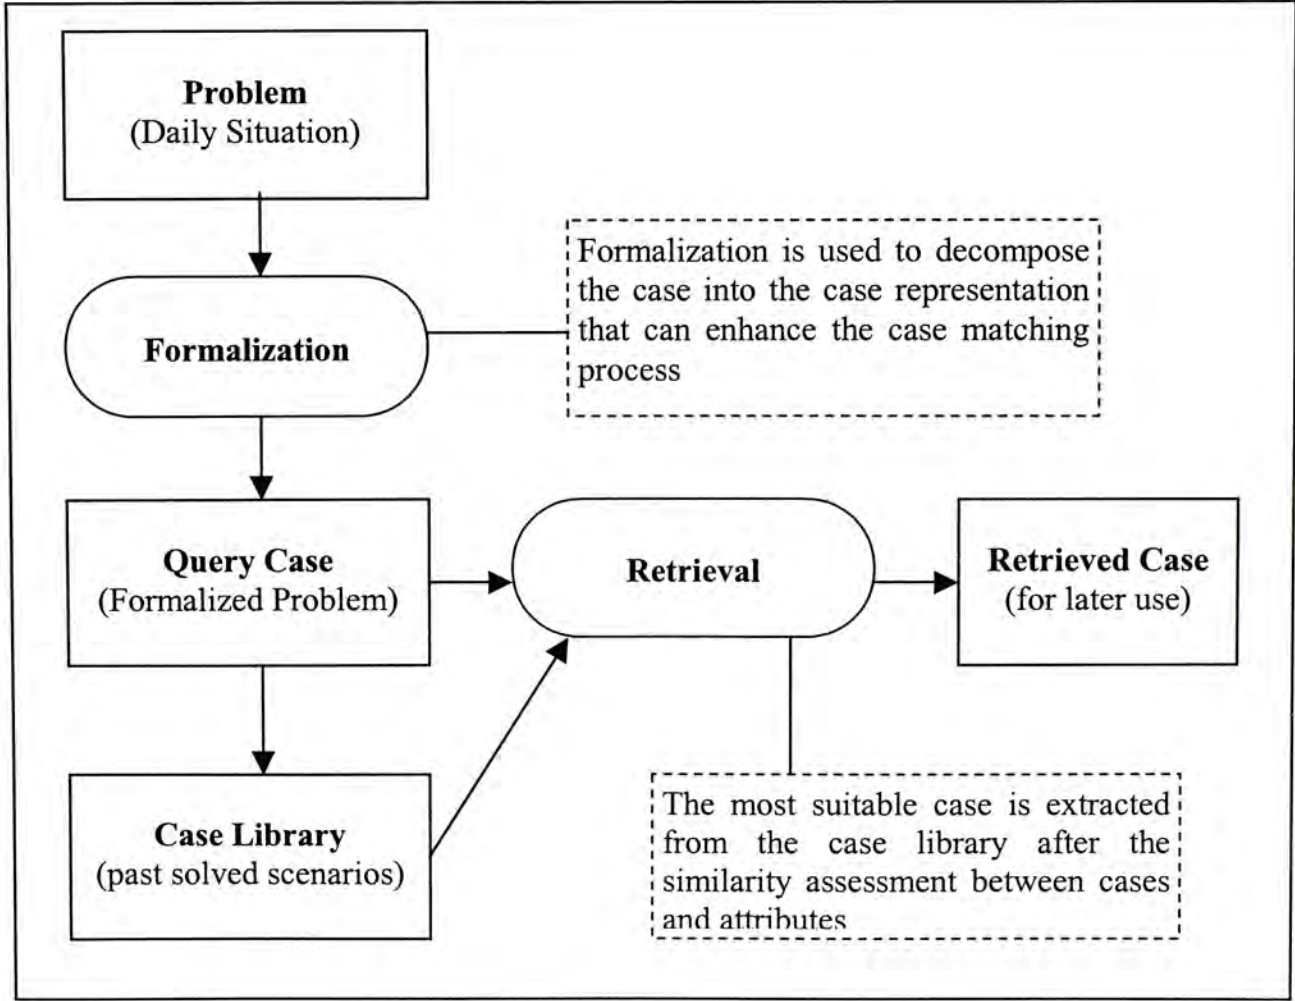 Problem
(Daily Situation)
Formalization is used to decompose
the case into the case representation
that can enhance the case matching
process
Formalization
Query Case
(Formalized Problem)
Retrieval
Retrieved Case
(for later use)
Case Library
(past solved scenarios)
The most suitable case is extracted
from the case library after the
similarity assessment between cases
and attributes